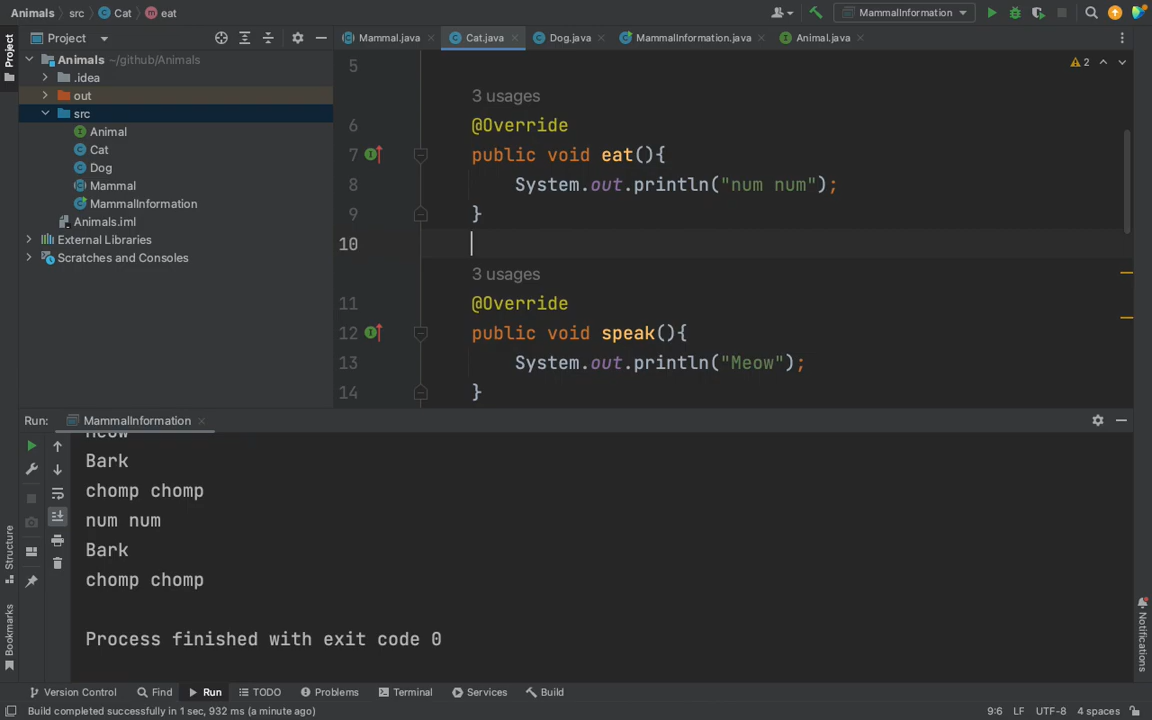 Animals src Cat eat MammalInformation
Project Mammal.java Cat.java Dog.java MammalInformation.java Animal.java
Animals ~/github/Animals
.idea
out
src
Animal
Cat
Dog
Mammal
MammalInformation
Animals.iml
External Libraries
Scratches and Consoles
Project
2
5
3 usages
6 @Override
7 public void eat(){
8 System.out.println("num num");
9 }
10
3 usages
11 @Override
12 public void speak(){
13 System.out.println("Meow");
14 }
Run: MammalInformation
Meow
Bark
chomp chomp
num num
Bark
chomp chomp
Process finished with exit code 0
Structure
Bookmarks
Notifications
Version Control Find Run TODO Problems Terminal Services Build
Build completed successfully in 1 sec, 932 ms (a minute ago) 9:6 LF UTF-8 4 spaces